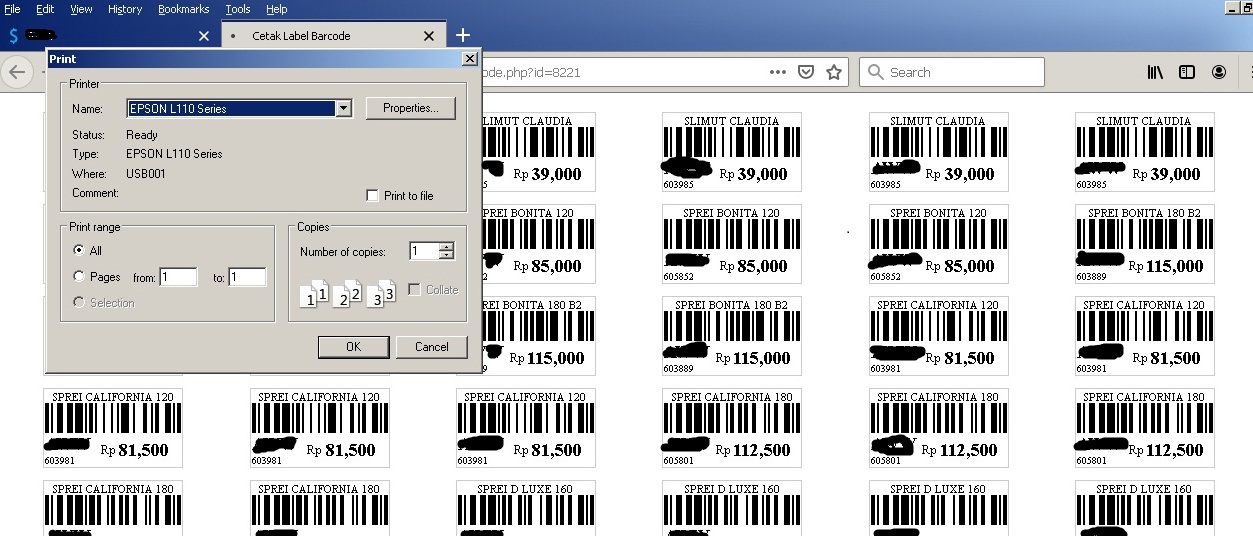 File Edit View History Bookmarks Tools Help
Cetak Label Barcode
ode.php?id=8221
Search
Print
Printer
Name: EPSON L110 Series Properties...
Status: Ready
Type: EPSON L110 Series
Where: USB001
Comment: Print to file
Print range
All
Pages from: 1 to: 1
Selection
Copies
Number of copies: 1
1 1 2 2 3 3 Collate
OK Cancel
SLIMUT CLAUDIA SLIMUT CLAUDIA SLIMUT CLAUDIA SLIMUT CLAUDIA
Rp 39,000 Rp 39,000 Rp 39,000 Rp 39,000
5 603985 603985 603985
SPREI BONITA 120 SPREI BONITA 120 SPREI BONITA 120 SPREI BONITA 180 B2
Rp 85,000 Rp 85,000 Rp 85,000 Rp 115,000
2 605852 605852 603889
SPREI BONITA 180 B2 SPREI BONITA 180 B2 SPREI CALIFORNIA 120 SPREI CALIFORNIA 120
Rp 115,000 Rp 115,000 Rp 81,500 Rp 81,500
9 603889 603981 603981
SPREI CALIFORNIA 120 SPREI CALIFORNIA 120 SPREI CALIFORNIA 120 SPREI CALIFORNIA 180 SPREI CALIFORNIA 180 SPREI CALIFORNIA 180
Rp 81,500 Rp 81,500 Rp 81,500 Rp 112,500 Rp 112,500 Rp 112,500
603981 603981 603981 605801 605801 605801
SPREI CALIFORNIA 180 SPREI CALIFORNIA 180 SPREI D LUXE 160 SPREI D LUXE 160 SPREI D LUXE 160 SPREI D LUXE 160